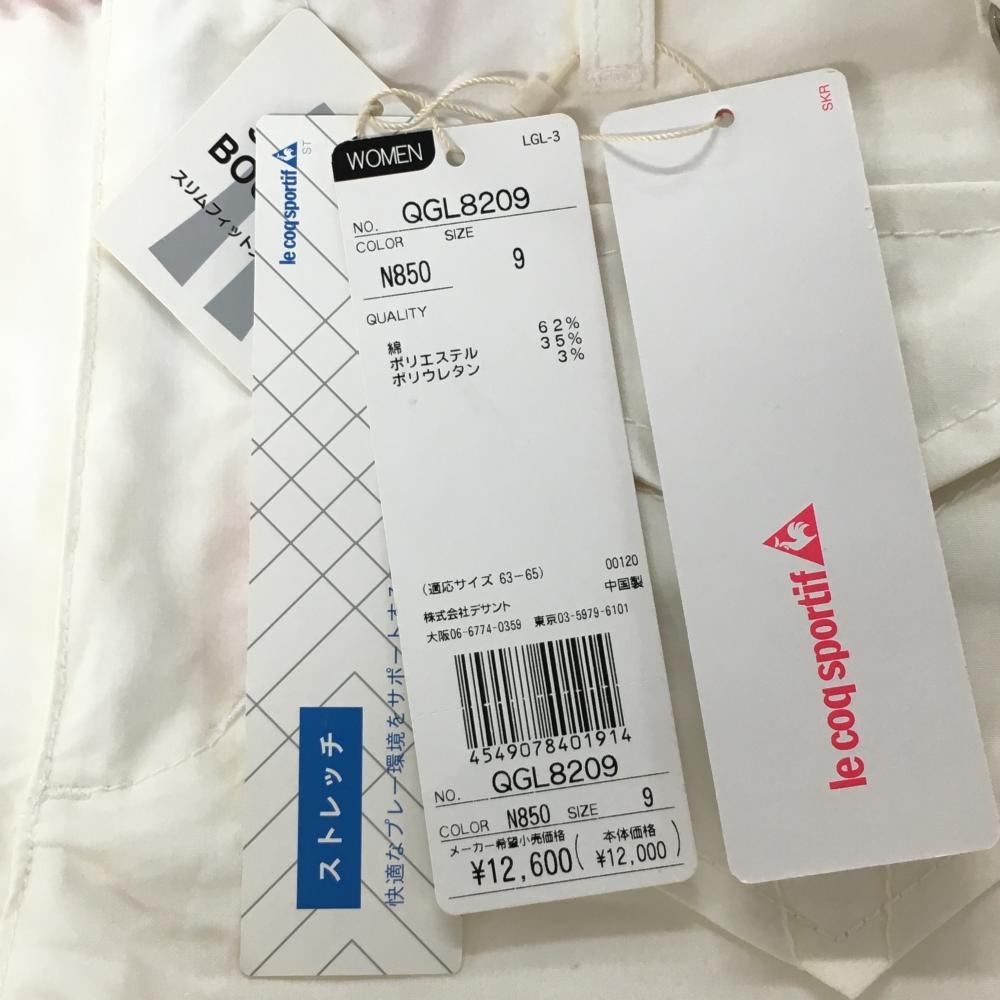 スリムフィット
le coq sportif
ST
ストレッチ
快適なプレー環境をサポート
WOMEN
LGL-3
NO. QGL8209
COLOR SIZE
N850 9
QUALITY
綿 62%
ポリエステル 35%
ポリウレタン 3%
(適応サイズ 63-65) 00120
中国製
株式会社デサント
大阪06-6774-0359 東京03-5979-6101
4549078401914
NO. QGL8209
COLOR N850 SIZE 9
メーカー希望小売価格 本体価格
¥12,600 (¥12,000)
SKR
le coq sportif